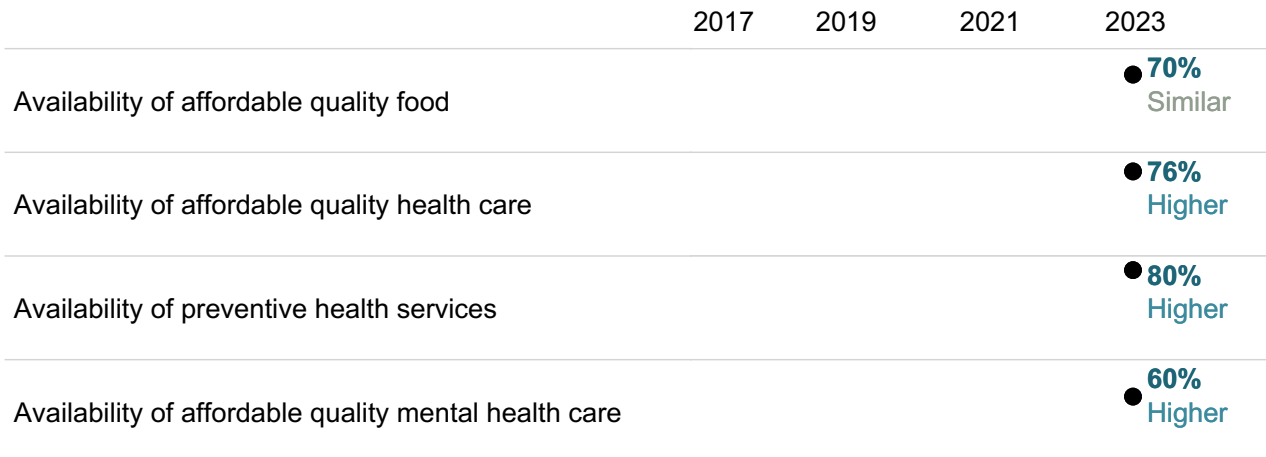 2017 2019 2021 2023
70%
Availability of affordable quality food Similar
76%
Availability of affordable quality health care Higher
80%
Availability of preventive health services Higher
60%
Availability of affordable quality mental health care Higher